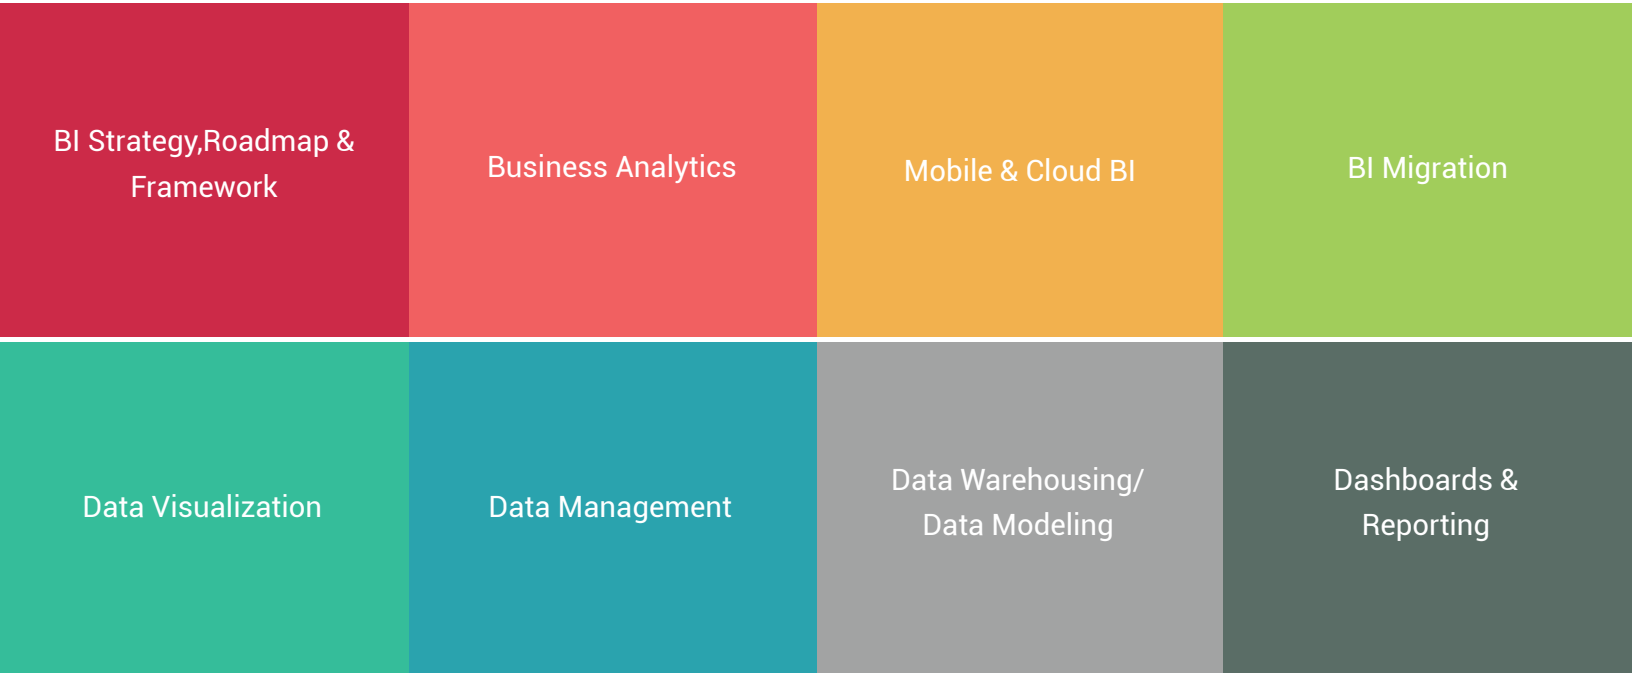 BI Strategy,Roadmap &
Framework
Business Analytics
Mobile & Cloud BI
BI Migration
Data Visualization
Data Management
Data Warehousing/
Data Modeling
Dashboards &
Reporting